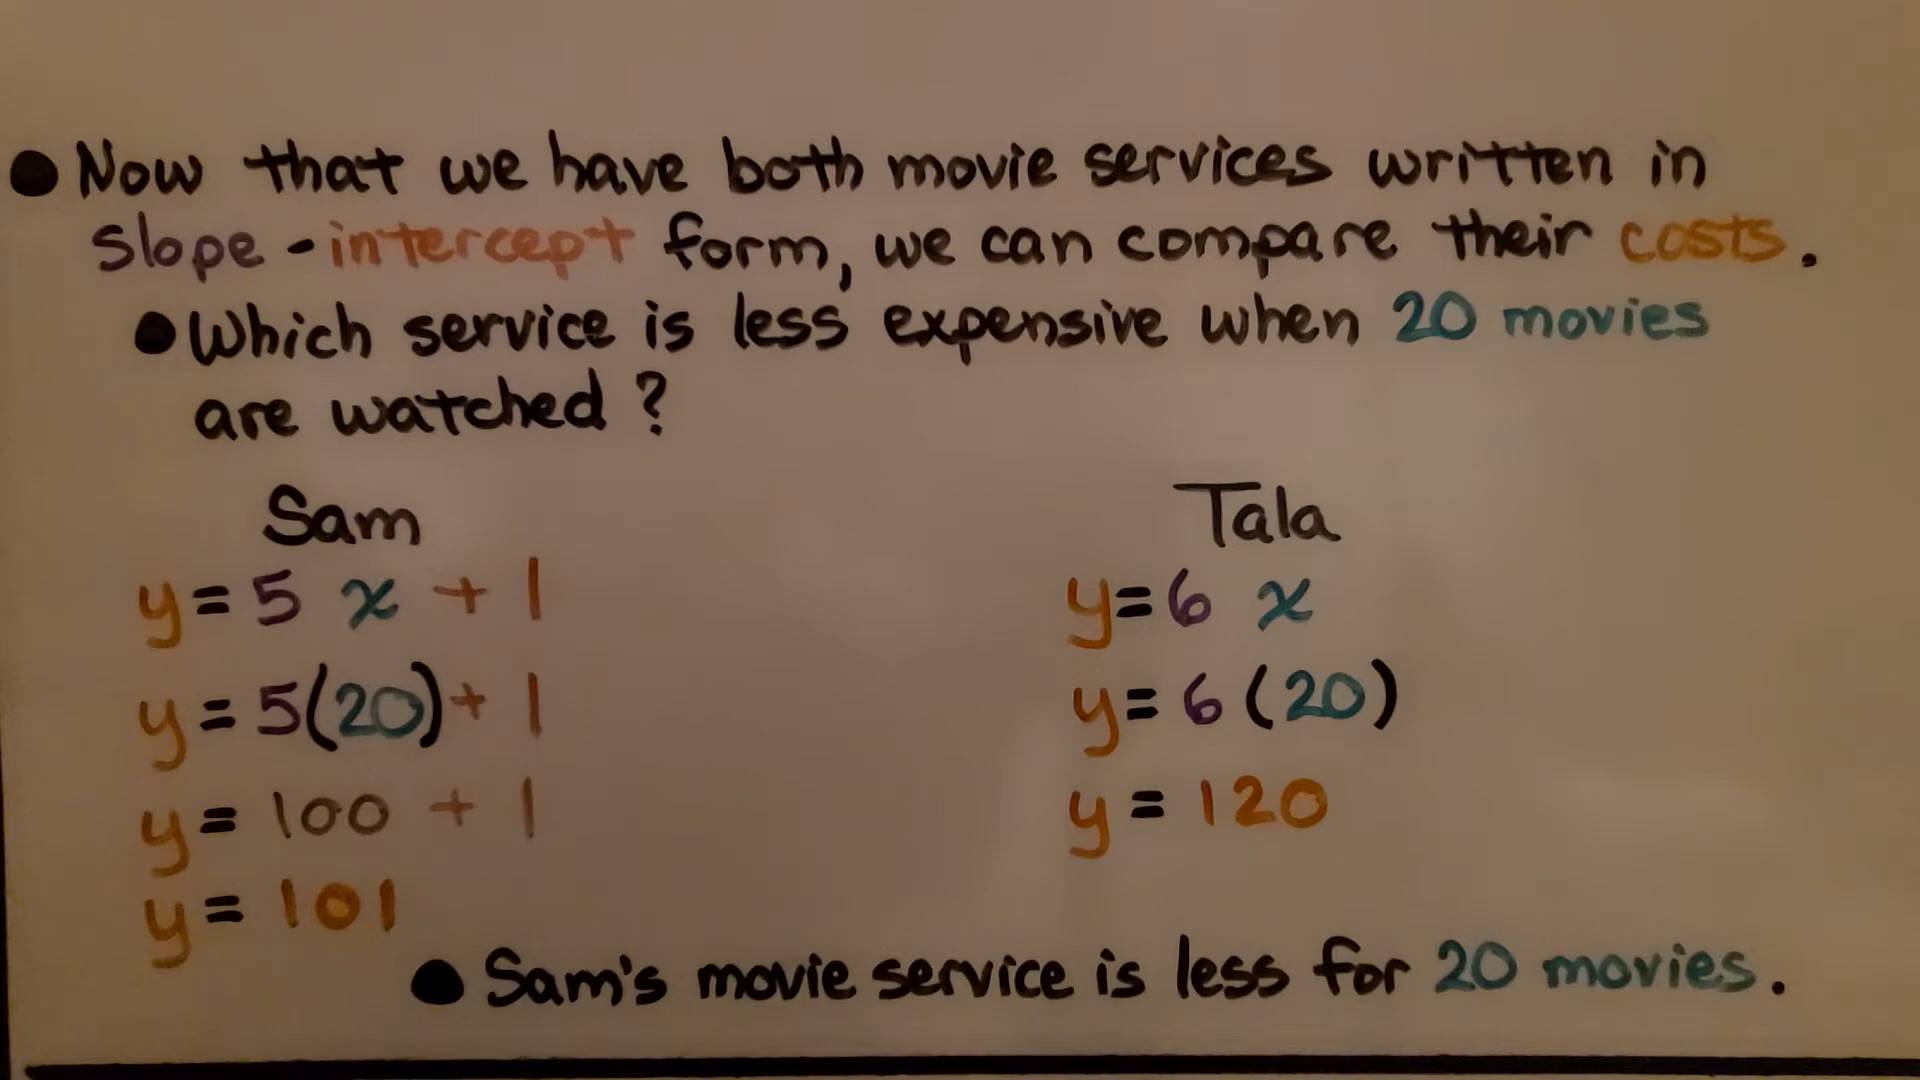 ● Now that we have both movie services written in
slope-intercept form, we can compare their costs.
● Which service is less expensive when 20 movies
are watched?
Sam
Tala
y = 5 x + 1
y = 6 x
y = 5(20) + 1
y = 6(20)
y = 100 + 1
y = 120
y = 101
● Sam's movie service is less for 20 movies.